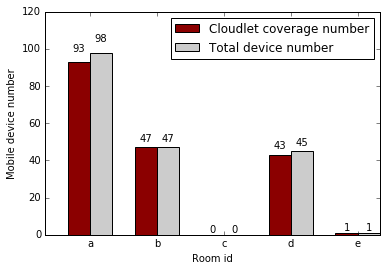 120
100
80
60
40
20
0
Mobile device number
Cloudlet coverage number
Total device number
93
98
47
47
0
0
43
45
1
1
a
b
c
d
e
Room id